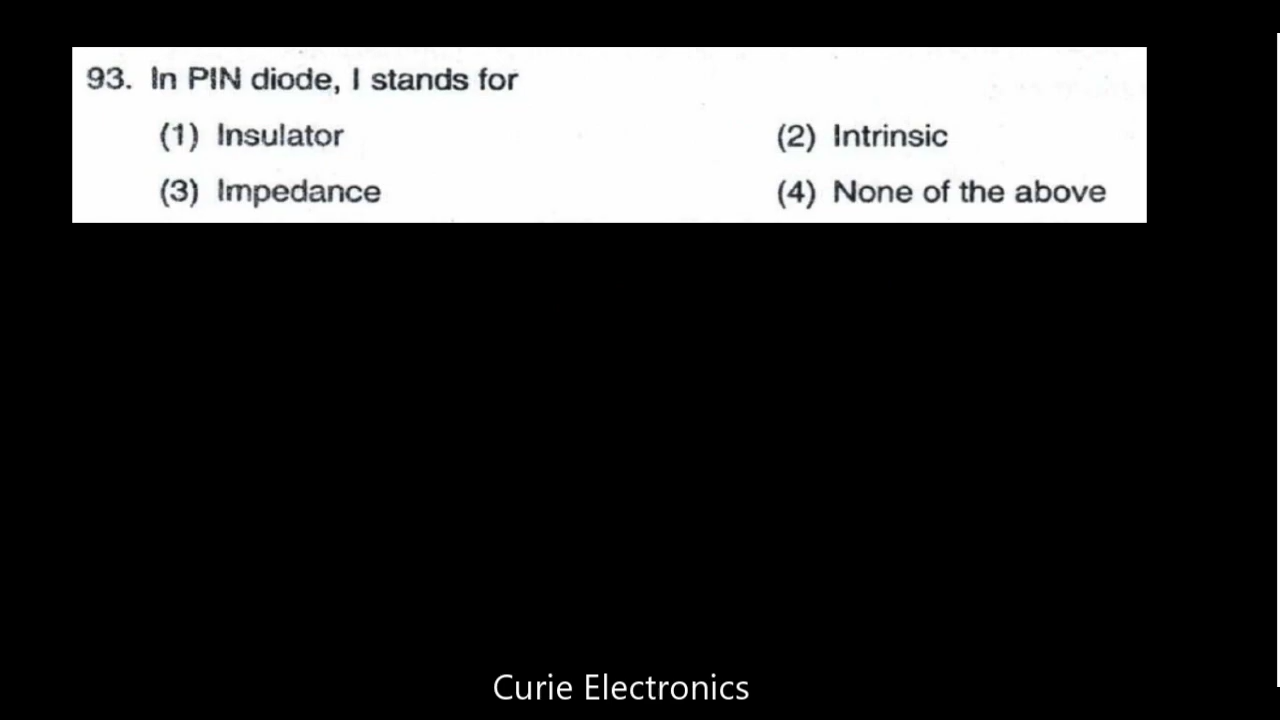 93. In PIN diode, I stands for
(1) Insulator (2) Intrinsic
(3) Impedance (4) None of the above
Curie Electronics